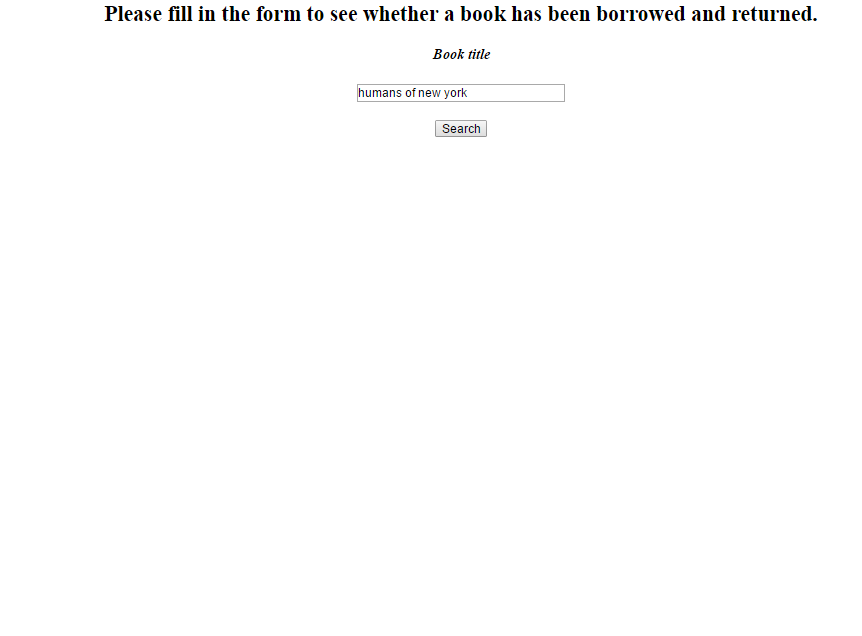 Please fill in the form to see whether a book has been borrowed and returned.
Book title
humans of new york
Search